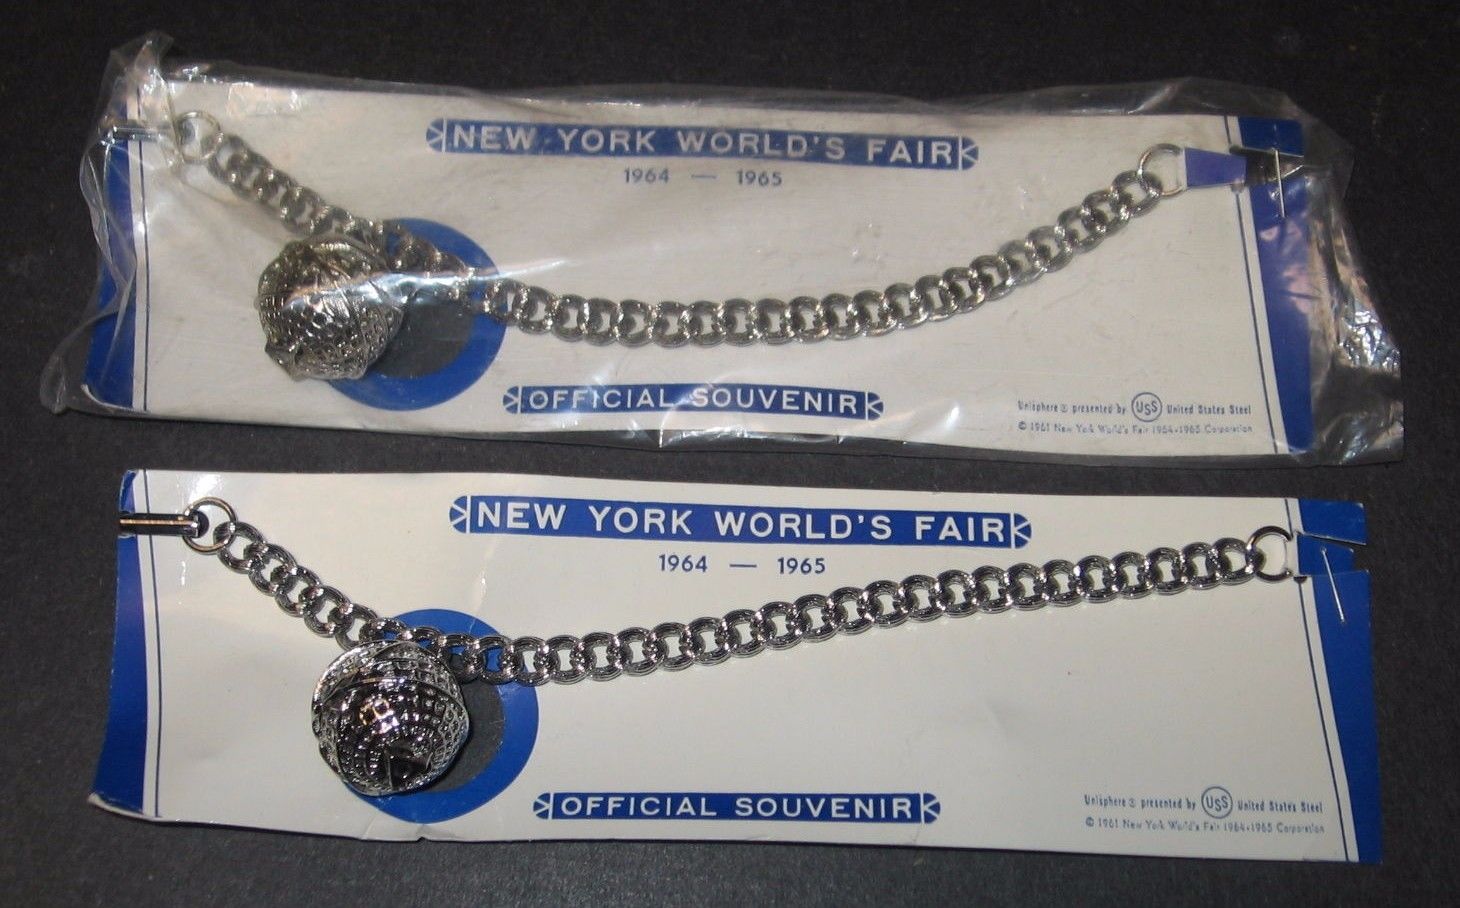 NEW YORK WORLD'S FAIR
1964 — 1965
OFFICIAL SOUVENIR
Unisphere ® presented by USS United States Steel
© 1961 New York World's Fair 1964-1965 Corporation
NEW YORK WORLD'S FAIR
1964 — 1965
OFFICIAL SOUVENIR
Unisphere ® presented by USS United States Steel
© 1961 New York World's Fair 1964-1965 Corporation